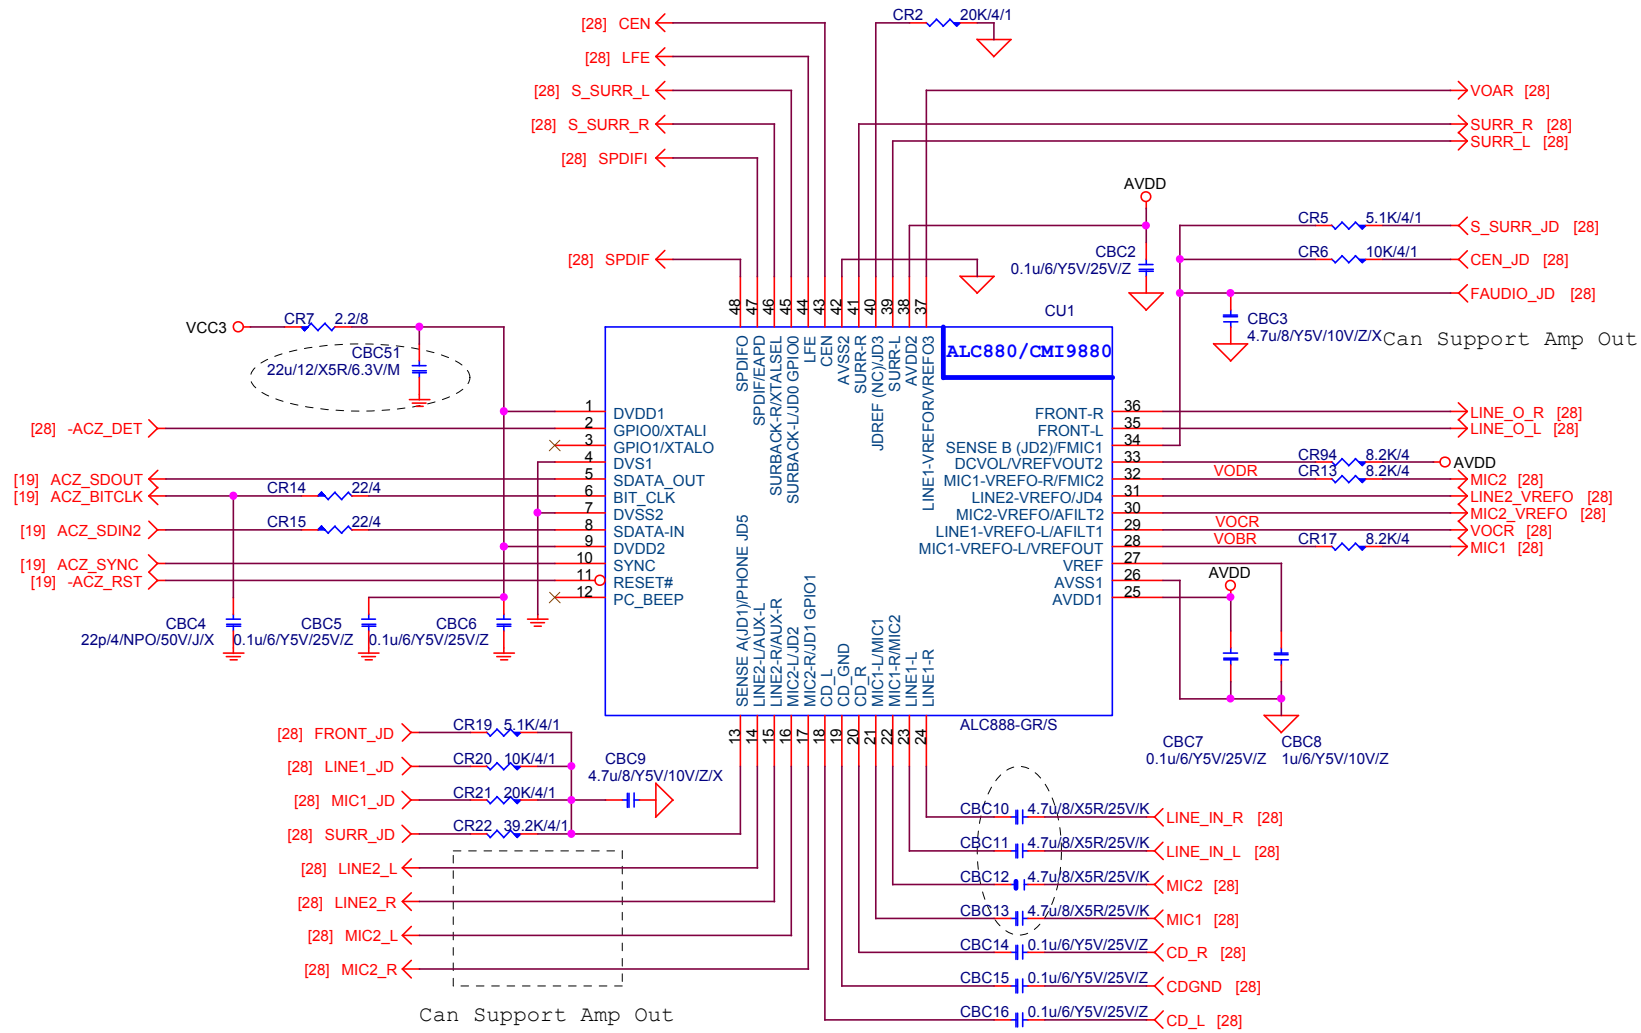 [28] CEN
[28] LFE
[28] S_SURR_L
[28] S_SURR_R
[28] SPDIFI
[28] SPDIF
CR2 20K/4/1
VOAR [28]
SURR_R [28]
SURR_L [28]
AVDD
CBC2
0.1u/6/Y5V/25V/Z
CR5 5.1K/4/1
S_SURR_JD [28]
CR6 10K/4/1
CEN_JD [28]
FAUDIO_JD [28]
CBC3
4.7u/8/Y5V/10V/Z/X
Can Support Amp Out
VCC3
CR7 2.2/8
CBC51
22u/12/X5R/6.3V/M
CU1
ALC880/CMI9880
48 SPDIFO
47 SPDIF/EAPD
46 SURBACK-R/XTALSEL
45 SURBACK-L/JD0 GPIO0
44 LFE
43 CEN
42 AVSS2
41 SURR-R
40 JDREF (NC)/JD3
39 SURR-L
38 AVDD2
37 LINE1-VREFOR/VREFO3
1 DVDD1
2 GPIO0/XTALI
3 GPIO1/XTALO
4 DVS1
5 SDATA_OUT
6 BIT_CLK
7 DVSS2
8 SDATA-IN
9 DVDD2
10 SYNC
11 RESET#
12 PC_BEEP
FRONT-R 36
FRONT-L 35
SENSE B (JD2)/FMIC1 34
DCVOL/VREFVOUT2 33
MIC1-VREFO-R/FMIC2 32
LINE2-VREFO/JD4 31
MIC2-VREFO/AFILT2 30
LINE1-VREFO-L/AFILT1 29
MIC1-VREFO-L/VREFOUT 28
VREF 27
AVSS1 26
AVDD1 25
13 SENSE A(JD1)/PHONE JD5
14 LINE2-L/AUX-L
15 LINE2-R/AUX-R
16 MIC2-L/JD2
17 MIC2-R/JD1 GPIO1
18 CD_L
19 CD_GND
20 CD_R
21 MIC1-L/MIC1
22 MIC1-R/MIC2
23 LINE1-L
24 LINE1-R
ALC888-GR/S
[28] -ACZ_DET
[19] ACZ_SDOUT
[19] ACZ_BITCLK
[19] ACZ_SDIN2
[19] ACZ_SYNC
[19] -ACZ_RST
CR14 22/4
CR15 22/4
CBC4
22p/4/NPO/50V/J/X
CBC5
0.1u/6/Y5V/25V/Z
CBC6
0.1u/6/Y5V/25V/Z
LINE_O_R [28]
LINE_O_L [28]
CR94 8.2K/4
AVDD
VODR CR13 8.2K/4
MIC2 [28]
LINE2_VREFO [28]
MIC2_VREFO [28]
VOCR
VOCR [28]
VOBR CR17 8.2K/4
MIC1 [28]
AVDD
CBC7
0.1u/6/Y5V/25V/Z
CBC8
1u/6/Y5V/10V/Z
[28] FRONT_JD
CR19 5.1K/4/1
[28] LINE1_JD
CR20 10K/4/1
[28] MIC1_JD
CR21 20K/4/1
[28] SURR_JD
CR22 39.2K/4/1
CBC9
4.7u/8/Y5V/10V/Z/X
[28] LINE2_L
[28] LINE2_R
[28] MIC2_L
[28] MIC2_R
Can Support Amp Out
CBC10 4.7u/8/X5R/25V/K LINE_IN_R [28]
CBC11 4.7u/8/X5R/25V/K LINE_IN_L [28]
CBC12 4.7u/8/X5R/25V/K MIC2 [28]
CBC13 4.7u/8/X5R/25V/K MIC1 [28]
CBC14 0.1u/6/Y5V/25V/Z CD_R [28]
CBC15 0.1u/6/Y5V/25V/Z CDGND [28]
CBC16 0.1u/6/Y5V/25V/Z CD_L [28]